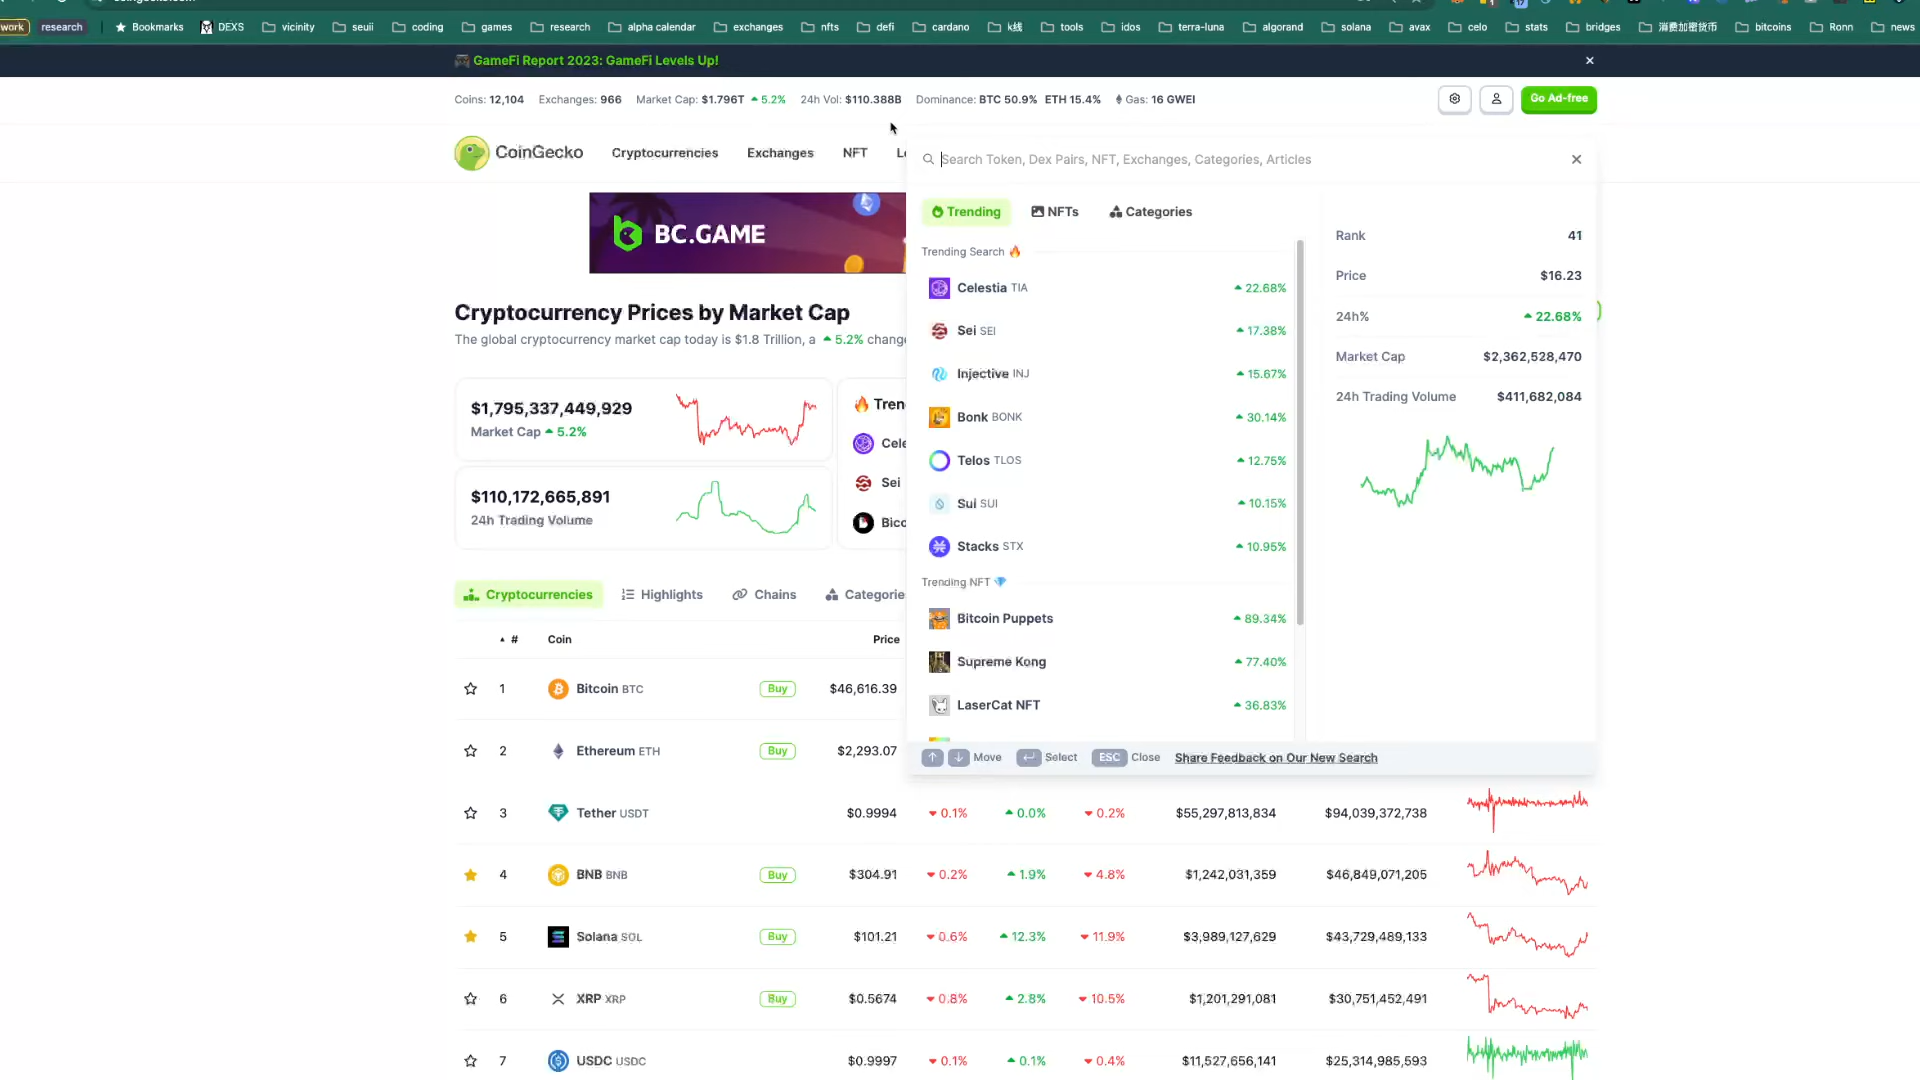 work research Bookmarks DEXS vicinity seuii coding games research alpha calendar exchanges nfts defi cardano k线 tools idos terra-luna algorand solana avax celo stats bridges 消费加密货币 bitcoins Ronn news
GameFi Report 2023: GameFi Levels Up!
Coins: 12,104 Exchanges: 966 Market Cap: $1.796T 5.2% 24h Vol: $110.388B Dominance: BTC 50.9% ETH 15.4% Gas: 16 GWEI Go Ad-free
CoinGecko Cryptocurrencies Exchanges NFT
Search Token, Dex Pairs, NFT, Exchanges, Categories, Articles
BC.GAME
Trending NFTs Categories
Trending Search
Celestia TIA 22.68%
Sei SEI 17.38%
Injective INJ 15.67%
Bonk BONK 30.14%
Telos TLOS 12.75%
Sui SUI 10.15%
Stacks STX 10.95%
Trending NFT
Bitcoin Puppets 89.34%
Supreme Kong 77.40%
LaserCat NFT 36.83%
Move Select ESC Close Share Feedback on Our New Search
Rank 41
Price $16.23
24h% 22.68%
Market Cap $2,362,528,470
24h Trading Volume $411,682,084
Cryptocurrency Prices by Market Cap
The global cryptocurrency market cap today is $1.8 Trillion, a 5.2% change
$1,795,337,449,929
Market Cap 5.2%
$110,172,665,891
24h Trading Volume
Tren
Cele
Sei
Bico
Cryptocurrencies Highlights Chains Categorie
# Coin Price
1 Bitcoin BTC Buy $46,616.39
2 Ethereum ETH Buy $2,293.07
3 Tether USDT $0.9994 0.1% 0.0% 0.2% $55,297,813,834 $94,039,372,738
4 BNB BNB Buy $304.91 0.2% 1.9% 4.8% $1,242,031,359 $46,849,071,205
5 Solana SOL Buy $101.21 0.6% 12.3% 11.9% $3,989,127,629 $43,729,489,133
6 XRP XRP Buy $0.5674 0.8% 2.8% 10.5% $1,201,291,081 $30,751,452,491
7 USDC USDC $0.9997 0.1% 0.1% 0.4% $11,527,656,141 $25,314,985,593